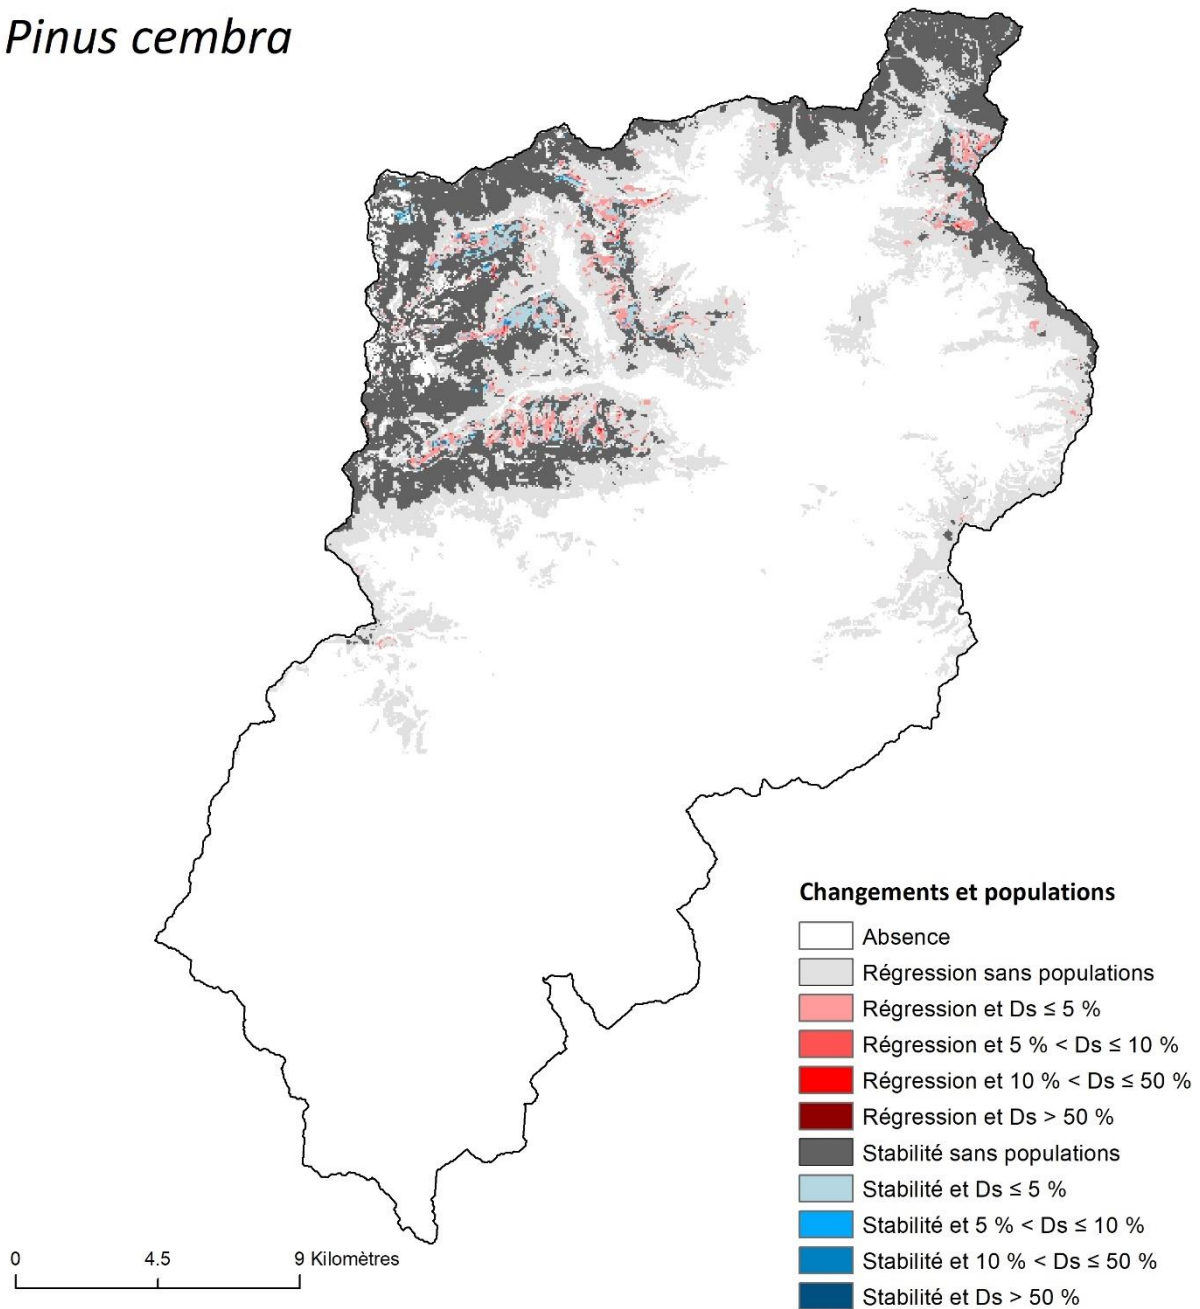 Pinus cembra
Changements et populations
Absence
Régression sans populations
Régression et Ds ≤ 5 %
Régression et 5 % < Ds ≤ 10 %
Régression et 10 % < Ds ≤ 50 %
Régression et Ds > 50 %
Stabilité sans populations
Stabilité et Ds ≤ 5 %
Stabilité et 5 % < Ds ≤ 10 %
Stabilité et 10 % < Ds ≤ 50 %
Stabilité et Ds > 50 %
0 4.5 9 Kilomètres